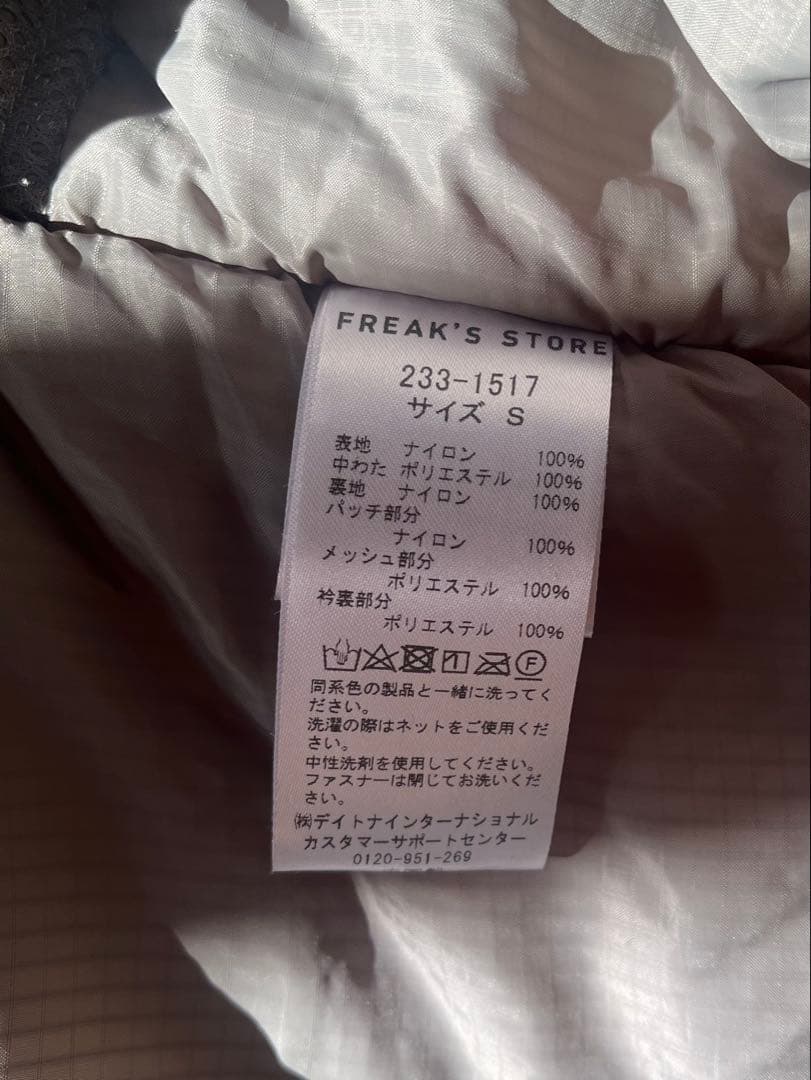 FREAK'S STORE
233-1517
サイズ S
表地 ナイロン 100%
中わた ポリエステル 100%
裏地 ナイロン 100%
パッチ部分
ナイロン 100%
メッシュ部分
ポリエステル 100%
衿裏部分
ポリエステル 100%
F
同系色の製品と一緒に洗ってく
ださい。
洗濯の際はネットをご使用くだ
さい。
中性洗剤を使用してください。
ファスナーは閉じてお洗いくだ
さい。
㈱デイトナインターナショナル
カスタマーサポートセンター
0120-951-269